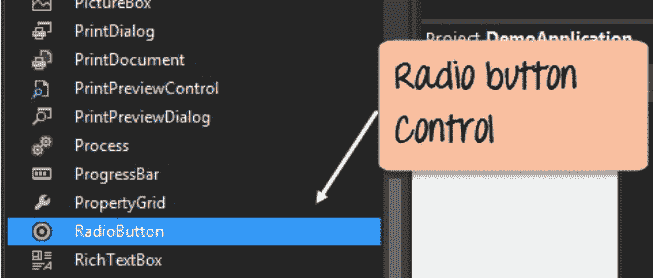 PictureBox
PrintDialog
PrintDocument
PrintPreviewControl
PrintPreviewDialog
Process
ProgressBar
PropertyGrid
RadioButton
RichTextBox
Project DemoApplication
Radio button
Control